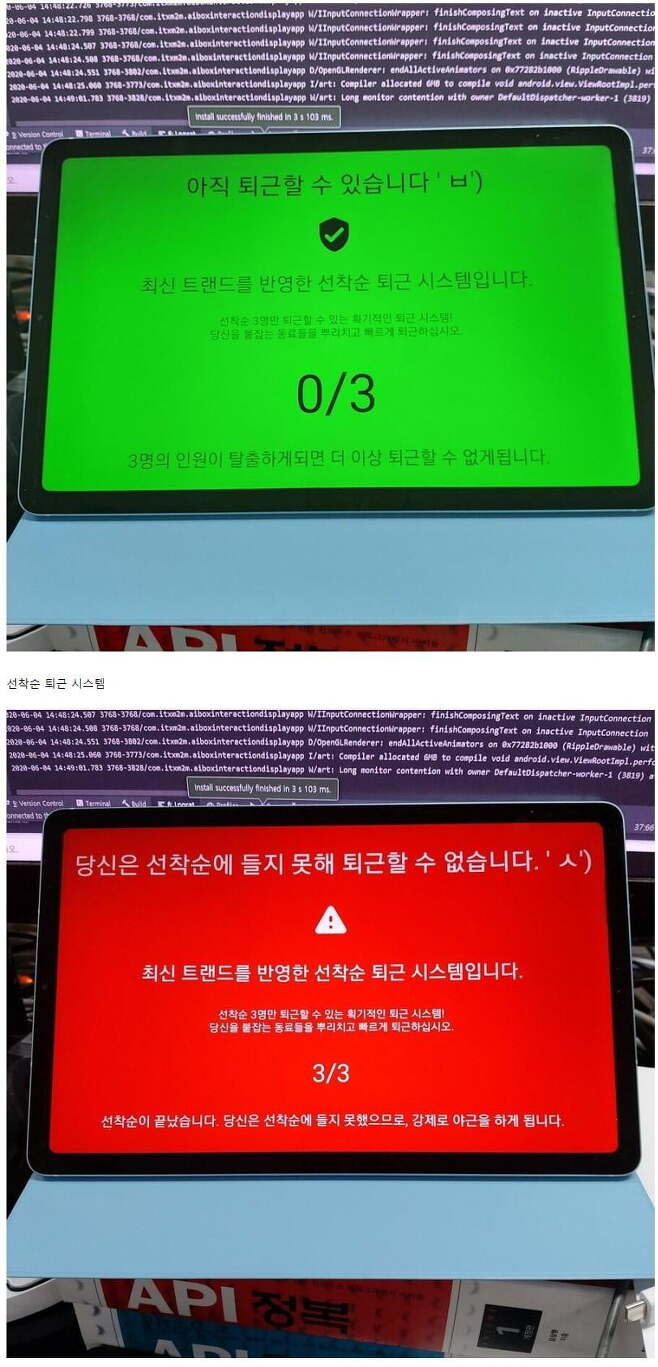 2020-06-04 14:48:22.798 3768-3768/com.itxm2m.aiboxinteractiondisplayapp W/IInputConnectionWrapper: finishComposingText on inactive InputConnection
2020-06-04 14:48:22.799 3768-3768/com.itxm2m.aiboxinteractiondisplayapp W/IInputConnectionWrapper: finishComposingText on inactive InputConnection
2020-06-04 14:48:24.507 3768-3768/com.itxm2m.aiboxinteractiondisplayapp W/IInputConnectionWrapper: finishComposingText on inactive InputConnection
2020-06-04 14:48:24.508 3768-3768/com.itxm2m.aiboxinteractiondisplayapp W/IInputConnectionWrapper: finishComposingText on inactive InputConnection
2020-06-04 14:48:24.551 3768-3802/com.itxm2m.aiboxinteractiondisplayapp D/OpenGLRenderer: endAllActiveAnimators on 0x77282b1000 (RippleDrawable) wi
2020-06-04 14:48:25.060 3768-3773/com.itxm2m.aiboxinteractiondisplayapp I/art: Compiler allocated 6MB to compile void android.view.ViewRootImpl.per
2020-06-04 14:49:01.783 3768-3828/com.itxm2m.aiboxinteractiondisplayapp W/art: Long monitor contention with owner DefaultDispatcher-worker-1 (3819)
Install successfully finished in 3 s 103 ms.
Version Control Terminal Build
아직 퇴근할 수 있습니다 ' ㅂ')
최신 트랜드를 반영한 선착순 퇴근 시스템입니다.
선착순 3명만 퇴근할 수 있는 획기적인 퇴근 시스템!
당신을 붙잡는 동료들을 뿌리치고 빠르게 퇴근하십시오.
0/3
3명의 인원이 탈출하게되면 더 이상 퇴근할 수 없게됩니다.
API 정복
선착순 퇴근 시스템
020-06-04 14:48:24.507 3768-3768/com.itxm2m.aiboxinteractiondisplayapp W/IInputConnectionWrapper: finishComposingText on inactive InputConnection
2020-06-04 14:48:24.508 3768-3768/com.itxm2m.aiboxinteractiondisplayapp W/IInputConnectionWrapper: finishComposingText on inactive InputConnection
2020-06-04 14:48:24.551 3768-3802/com.itxm2m.aiboxinteractiondisplayapp D/OpenGLRenderer: endAllActiveAnimators on 0x77282b1000 (RippleDrawable) wit
2020-06-04 14:48:25.060 3768-3773/com.itxm2m.aiboxinteractiondisplayapp I/art: Compiler allocated 6MB to compile void android.view.ViewRootImpl.perfo
2020-06-04 14:49:01.783 3768-3828/com.itxm2m.aiboxinteractiondisplayapp W/art: Long monitor contention with owner DefaultDispatcher-worker-1 (3819) a
Install successfully finished in 3 s 103 ms.
Version Control Terminal Build 6: Logcat Profiler
37:66
당신은 선착순에 들지 못해 퇴근할 수 없습니다. ' ㅅ')
최신 트랜드를 반영한 선착순 퇴근 시스템입니다.
선착순 3명만 퇴근할 수 있는 획기적인 퇴근 시스템!
당신을 붙잡는 동료들을 뿌리치고 빠르게 퇴근하십시오.
3/3
선착순이 끝났습니다. 당신은 선착순에 들지 못했으므로, 강제로 야근을 하게 됩니다.
API 정복
1